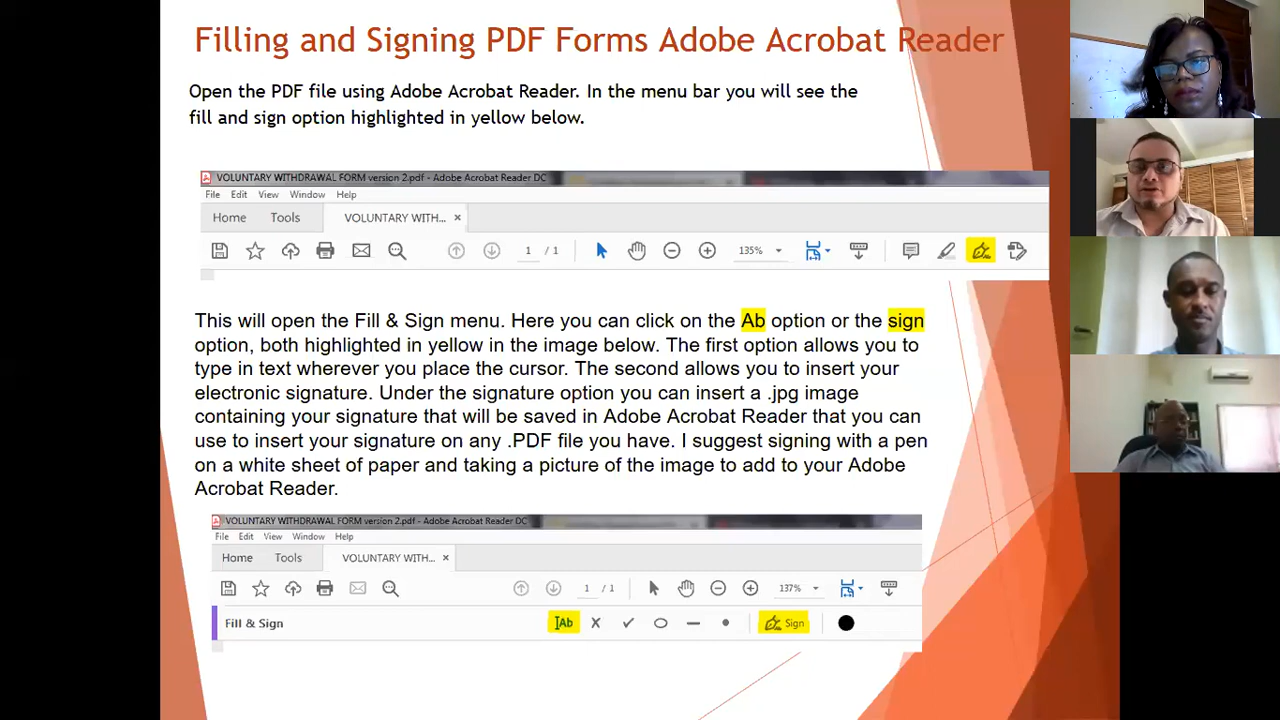 Filling and Signing PDF Forms Adobe Acrobat Reader
Open the PDF file using Adobe Acrobat Reader. In the menu bar you will see the
fill and sign option highlighted in yellow below.
VOLUNTARY WITHDRAWAL FORM version 2.pdf - Adobe Acrobat Reader DC
File Edit View Window Help
Home Tools VOLUNTARY WITH... ×
1 / 1 135%
This will open the Fill & Sign menu. Here you can click on the Ab option or the sign
option, both highlighted in yellow in the image below. The first option allows you to
type in text wherever you place the cursor. The second allows you to insert your
electronic signature. Under the signature option you can insert a .jpg image
containing your signature that will be saved in Adobe Acrobat Reader that you can
use to insert your signature on any .PDF file you have. I suggest signing with a pen
on a white sheet of paper and taking a picture of the image to add to your Adobe
Acrobat Reader.
VOLUNTARY WITHDRAWAL FORM version 2.pdf - Adobe Acrobat Reader DC
File Edit View Window Help
Home Tools VOLUNTARY WITH... ×
1 / 1 137%
Fill & Sign Ab Sign